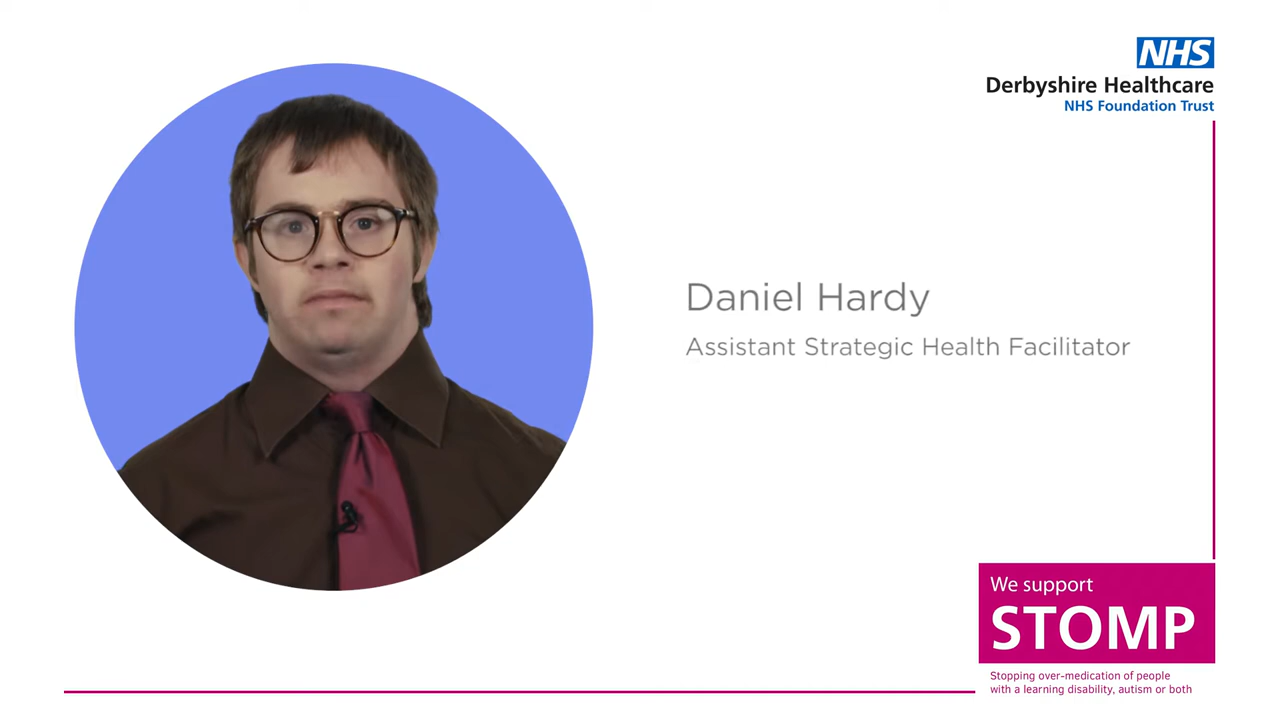 NHS
Derbyshire Healthcare
NHS Foundation Trust
Daniel Hardy
Assistant Strategic Health Facilitator
We support
STOMP
Stopping over-medication of people
with a learning disability, autism or both